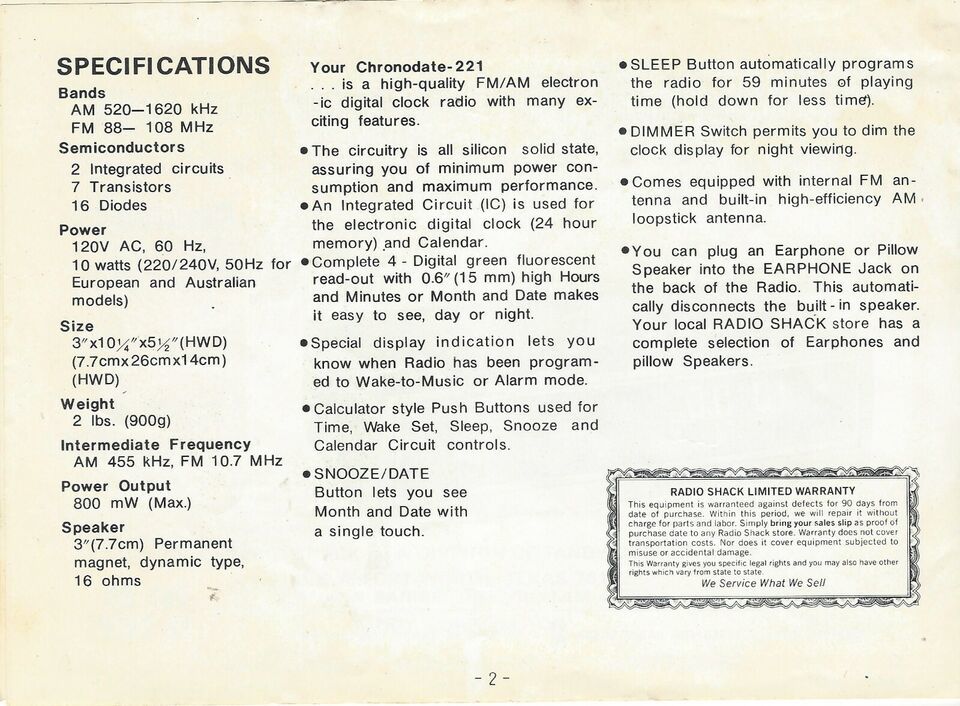 SPECIFICATIONS
Bands
AM 520—1620 kHz
FM 88— 108 MHz
Semiconductors
2 Integrated circuits
7 Transistors
16 Diodes
Power
120V AC, 60 Hz,
10 watts (220/240V, 50Hz for
European and Australian
models)
Size
3"x10¼"x5½"(HWD)
(7.7cmx26cmx14cm)
(HWD)
Weight
2 lbs. (900g)
Intermediate Frequency
AM 455 kHz, FM 10.7 MHz
Power Output
800 mW (Max.)
Speaker
3"(7.7cm) Permanent
magnet, dynamic type,
16 ohms
Your Chronodate-221
. . . is a high-quality FM/AM electron
-ic digital clock radio with many ex-
citing features.
● The circuitry is all silicon solid state,
assuring you of minimum power con-
sumption and maximum performance.
● An Integrated Circuit (IC) is used for
the electronic digital clock (24 hour
memory) and Calendar.
● Complete 4 - Digital green fluorescent
read-out with 0.6" (15 mm) high Hours
and Minutes or Month and Date makes
it easy to see, day or night.
● Special display indication lets you
know when Radio has been program-
ed to Wake-to-Music or Alarm mode.
● Calculator style Push Buttons used for
Time, Wake Set, Sleep, Snooze and
Calendar Circuit controls.
● SNOOZE/DATE
Button lets you see
Month and Date with
a single touch.
● SLEEP Button automatically programs
the radio for 59 minutes of playing
time (hold down for less time).
● DIMMER Switch permits you to dim the
clock display for night viewing.
● Comes equipped with internal FM an-
tenna and built-in high-efficiency AM
loopstick antenna.
● You can plug an Earphone or Pillow
Speaker into the EARPHONE Jack on
the back of the Radio. This automati-
cally disconnects the built-in speaker.
Your local RADIO SHACK store has a
complete selection of Earphones and
pillow Speakers.
RADIO SHACK LIMITED WARRANTY
This equipment is warranteed against defects for 90 days from
date of purchase. Within this period, we will repair it without
charge for parts and labor. Simply bring your sales slip as proof of
purchase date to any Radio Shack store. Warranty does not cover
transportation costs. Nor does it cover equipment subjected to
misuse or accidental damage.
This Warranty gives you specific legal rights and you may also have other
rights which vary from state to state.
We Service What We Sell
- 2 -